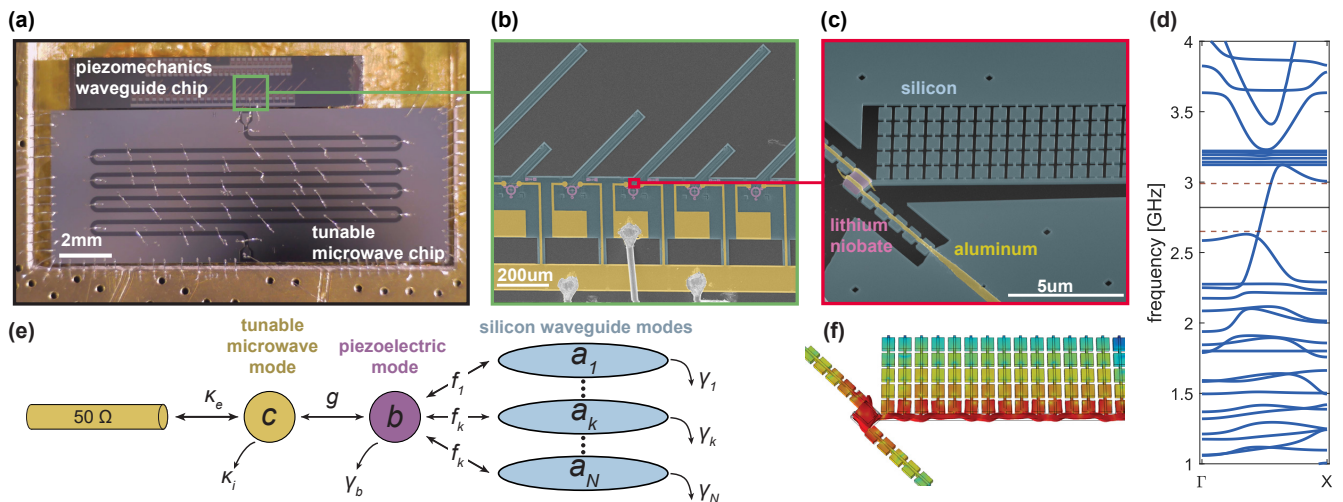 (a)
piezomechanics
waveguide chip
2mm
tunable
microwave chip
(b)
200um
(c)
silicon
lithium
niobate
aluminum
5um
(d)
frequency [GHz]
4
3.5
3
2.5
2
1.5
1
Γ
X
(e)
tunable
microwave
mode
piezoelectric
mode
silicon waveguide modes
50 Ω
κe
c
κi
g
b
γb
f1
fk
fk
a1
ak
aN
γ1
γk
γN
(f)